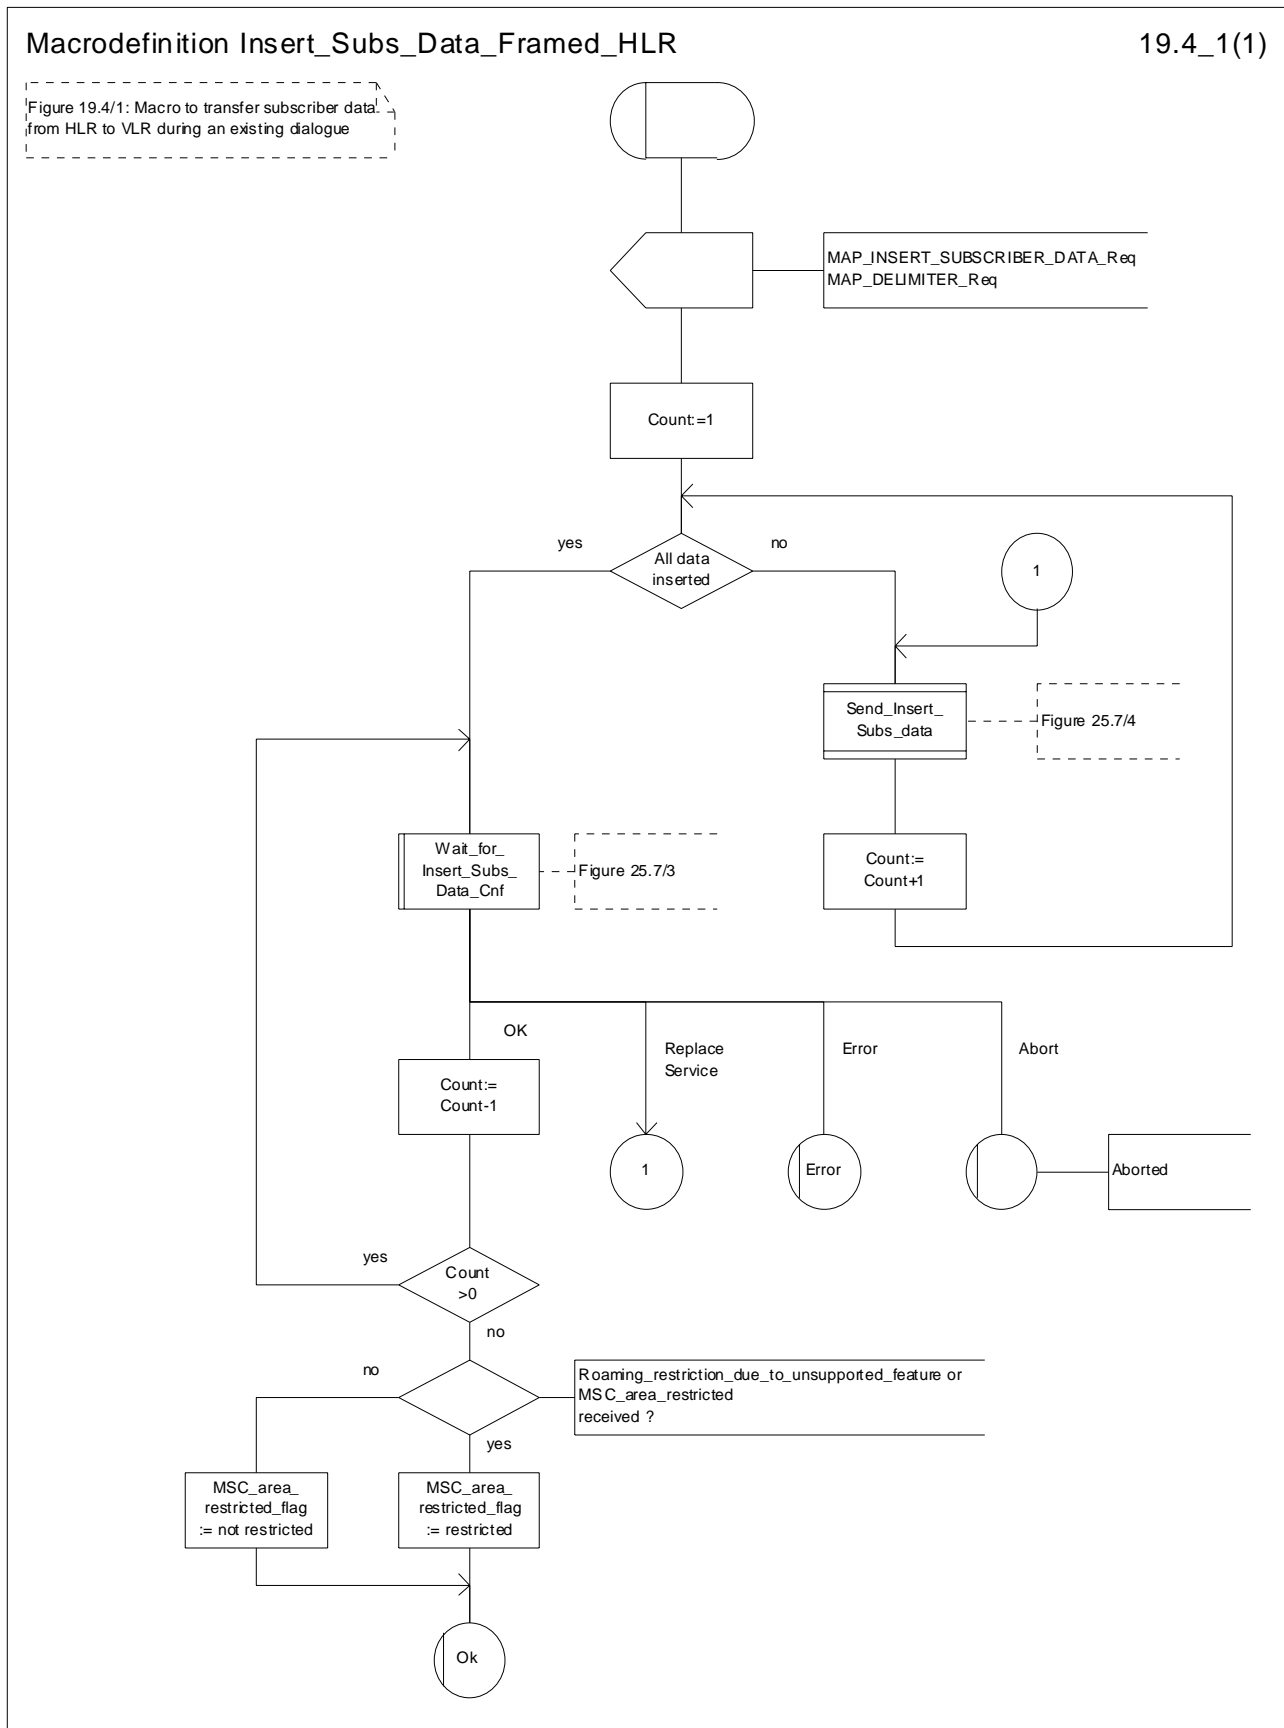 Macrodefinition Insert_Subs_Data_Framed_HLR
19.4_1(1)
Figure 19.4/1: Macro to transfer subscriber data
from HLR to VLR during an existing dialogue
MAP_INSERT_SUBSCRIBER_DATA_Req
MAP_DELIMITER_Req
Count:=1
yes
no
All data
inserted
1
Send_Insert_
Subs_data
Figure 25.7/4
Wait_for_
Insert_Subs_
Data_Cnf
Figure 25.7/3
Count:=
Count+1
OK
Replace
Service
Error
Abort
Count:=
Count-1
1
Error
Aborted
yes
Count
>0
no
no
Roaming_restriction_due_to_unsupported_feature or
MSC_area_restricted
received ?
yes
MSC_area_
restricted_flag
:= not restricted
MSC_area_
restricted_flag
:= restricted
Ok